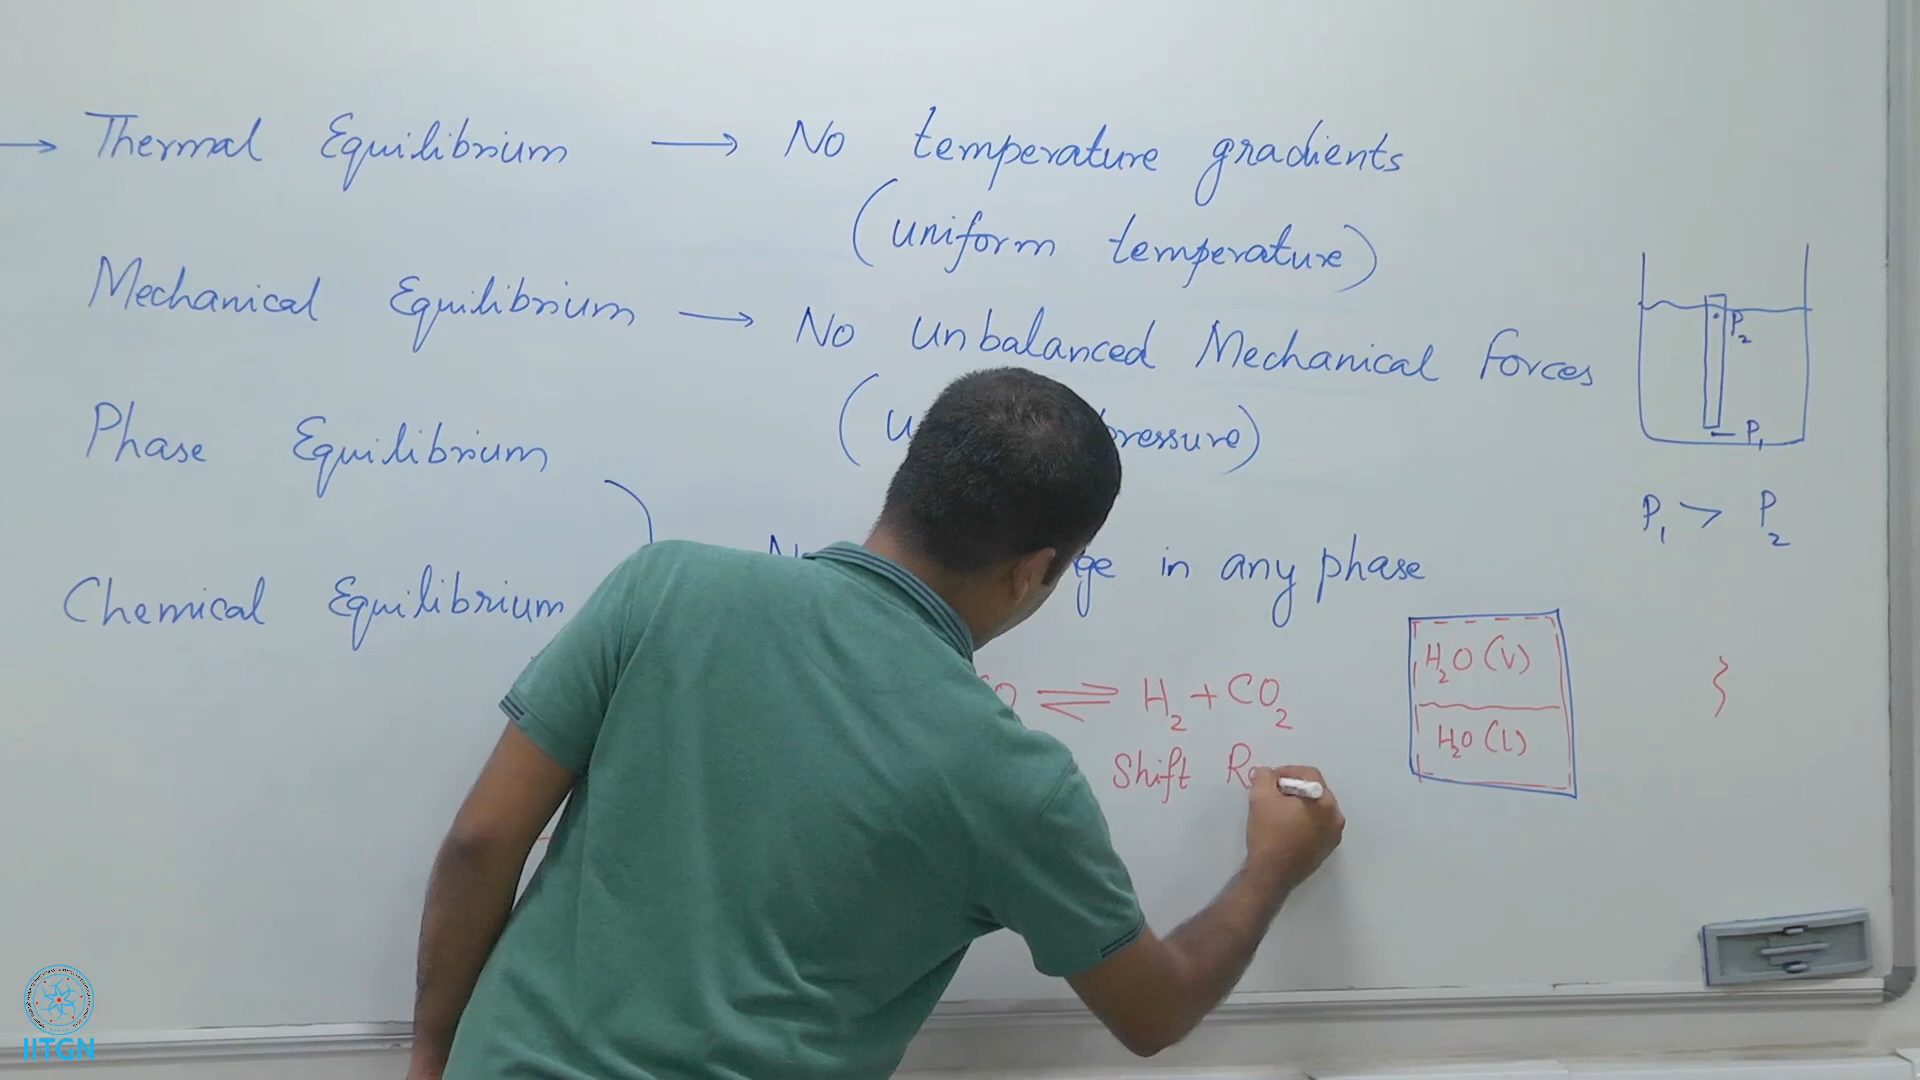 → Thermal Equilibrium → No temperature gradients
(uniform temperature)
Mechanical Equilibrium → No unbalanced Mechanical forces
pressure)
Phase Equilibrium
in any phase
Chemical Equilibrium
⇌ H₂ + CO₂
Shift
P₂
P₁
P₁ > P₂
H₂O (V)
H₂O (L)
IITGN